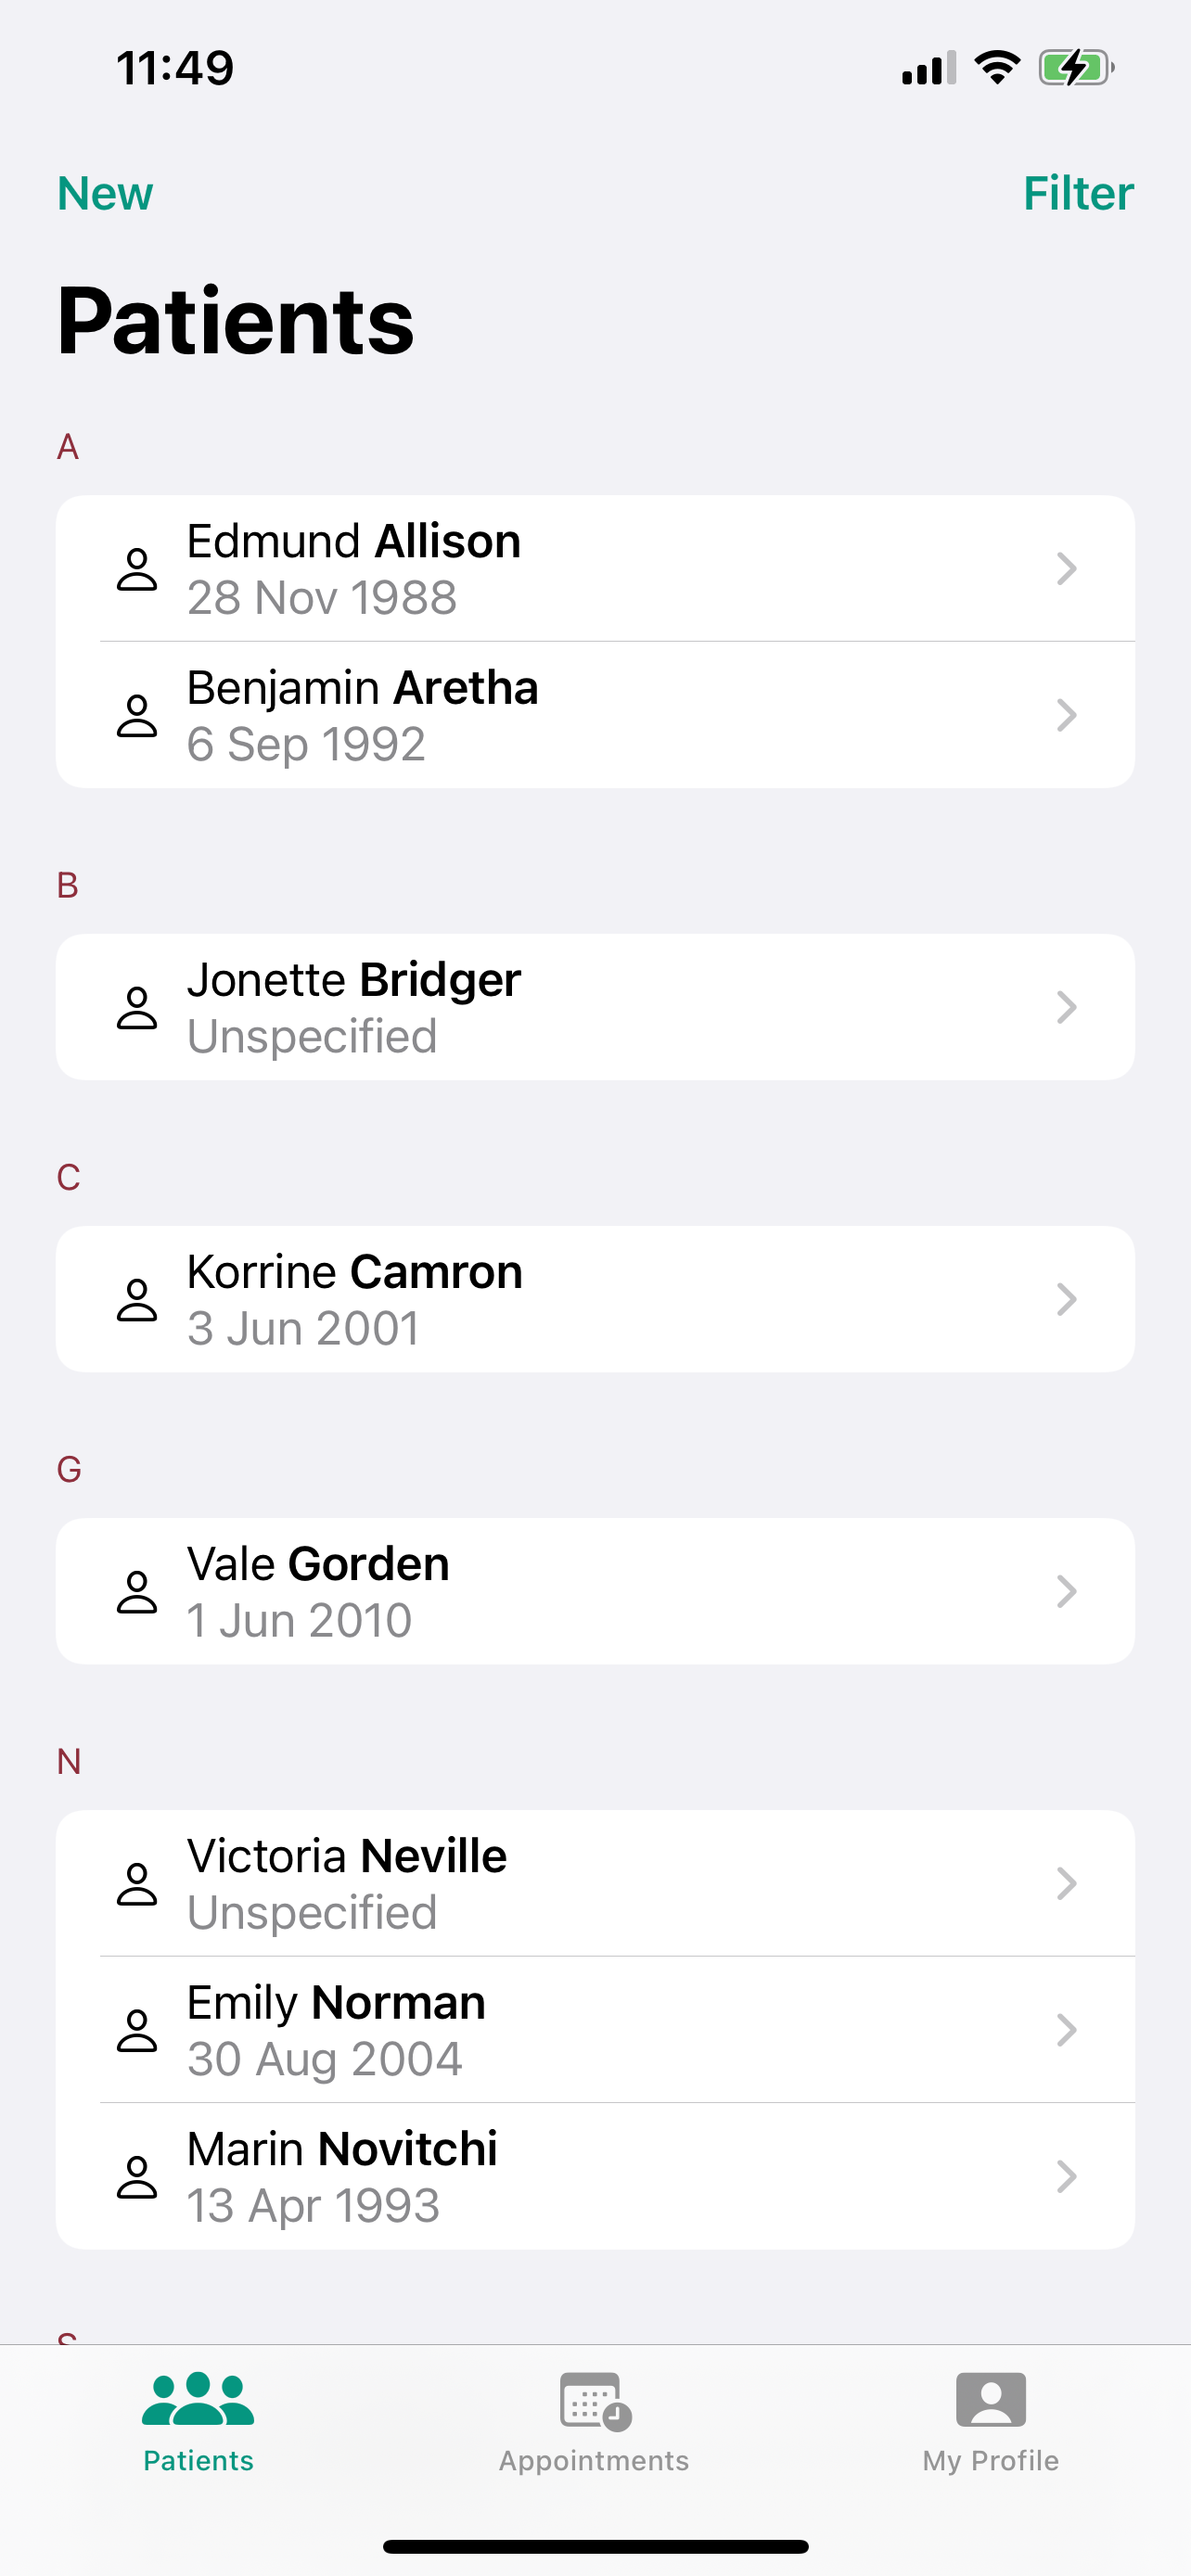 11:49
New
Filter
Patients
A
Edmund Allison
28 Nov 1988
Benjamin Aretha
6 Sep 1992
B
Jonette Bridger
Unspecified
C
Korrine Camron
3 Jun 2001
G
Vale Gorden
1 Jun 2010
N
Victoria Neville
Unspecified
Emily Norman
30 Aug 2004
Marin Novitchi
13 Apr 1993
Patients
Appointments
My Profile